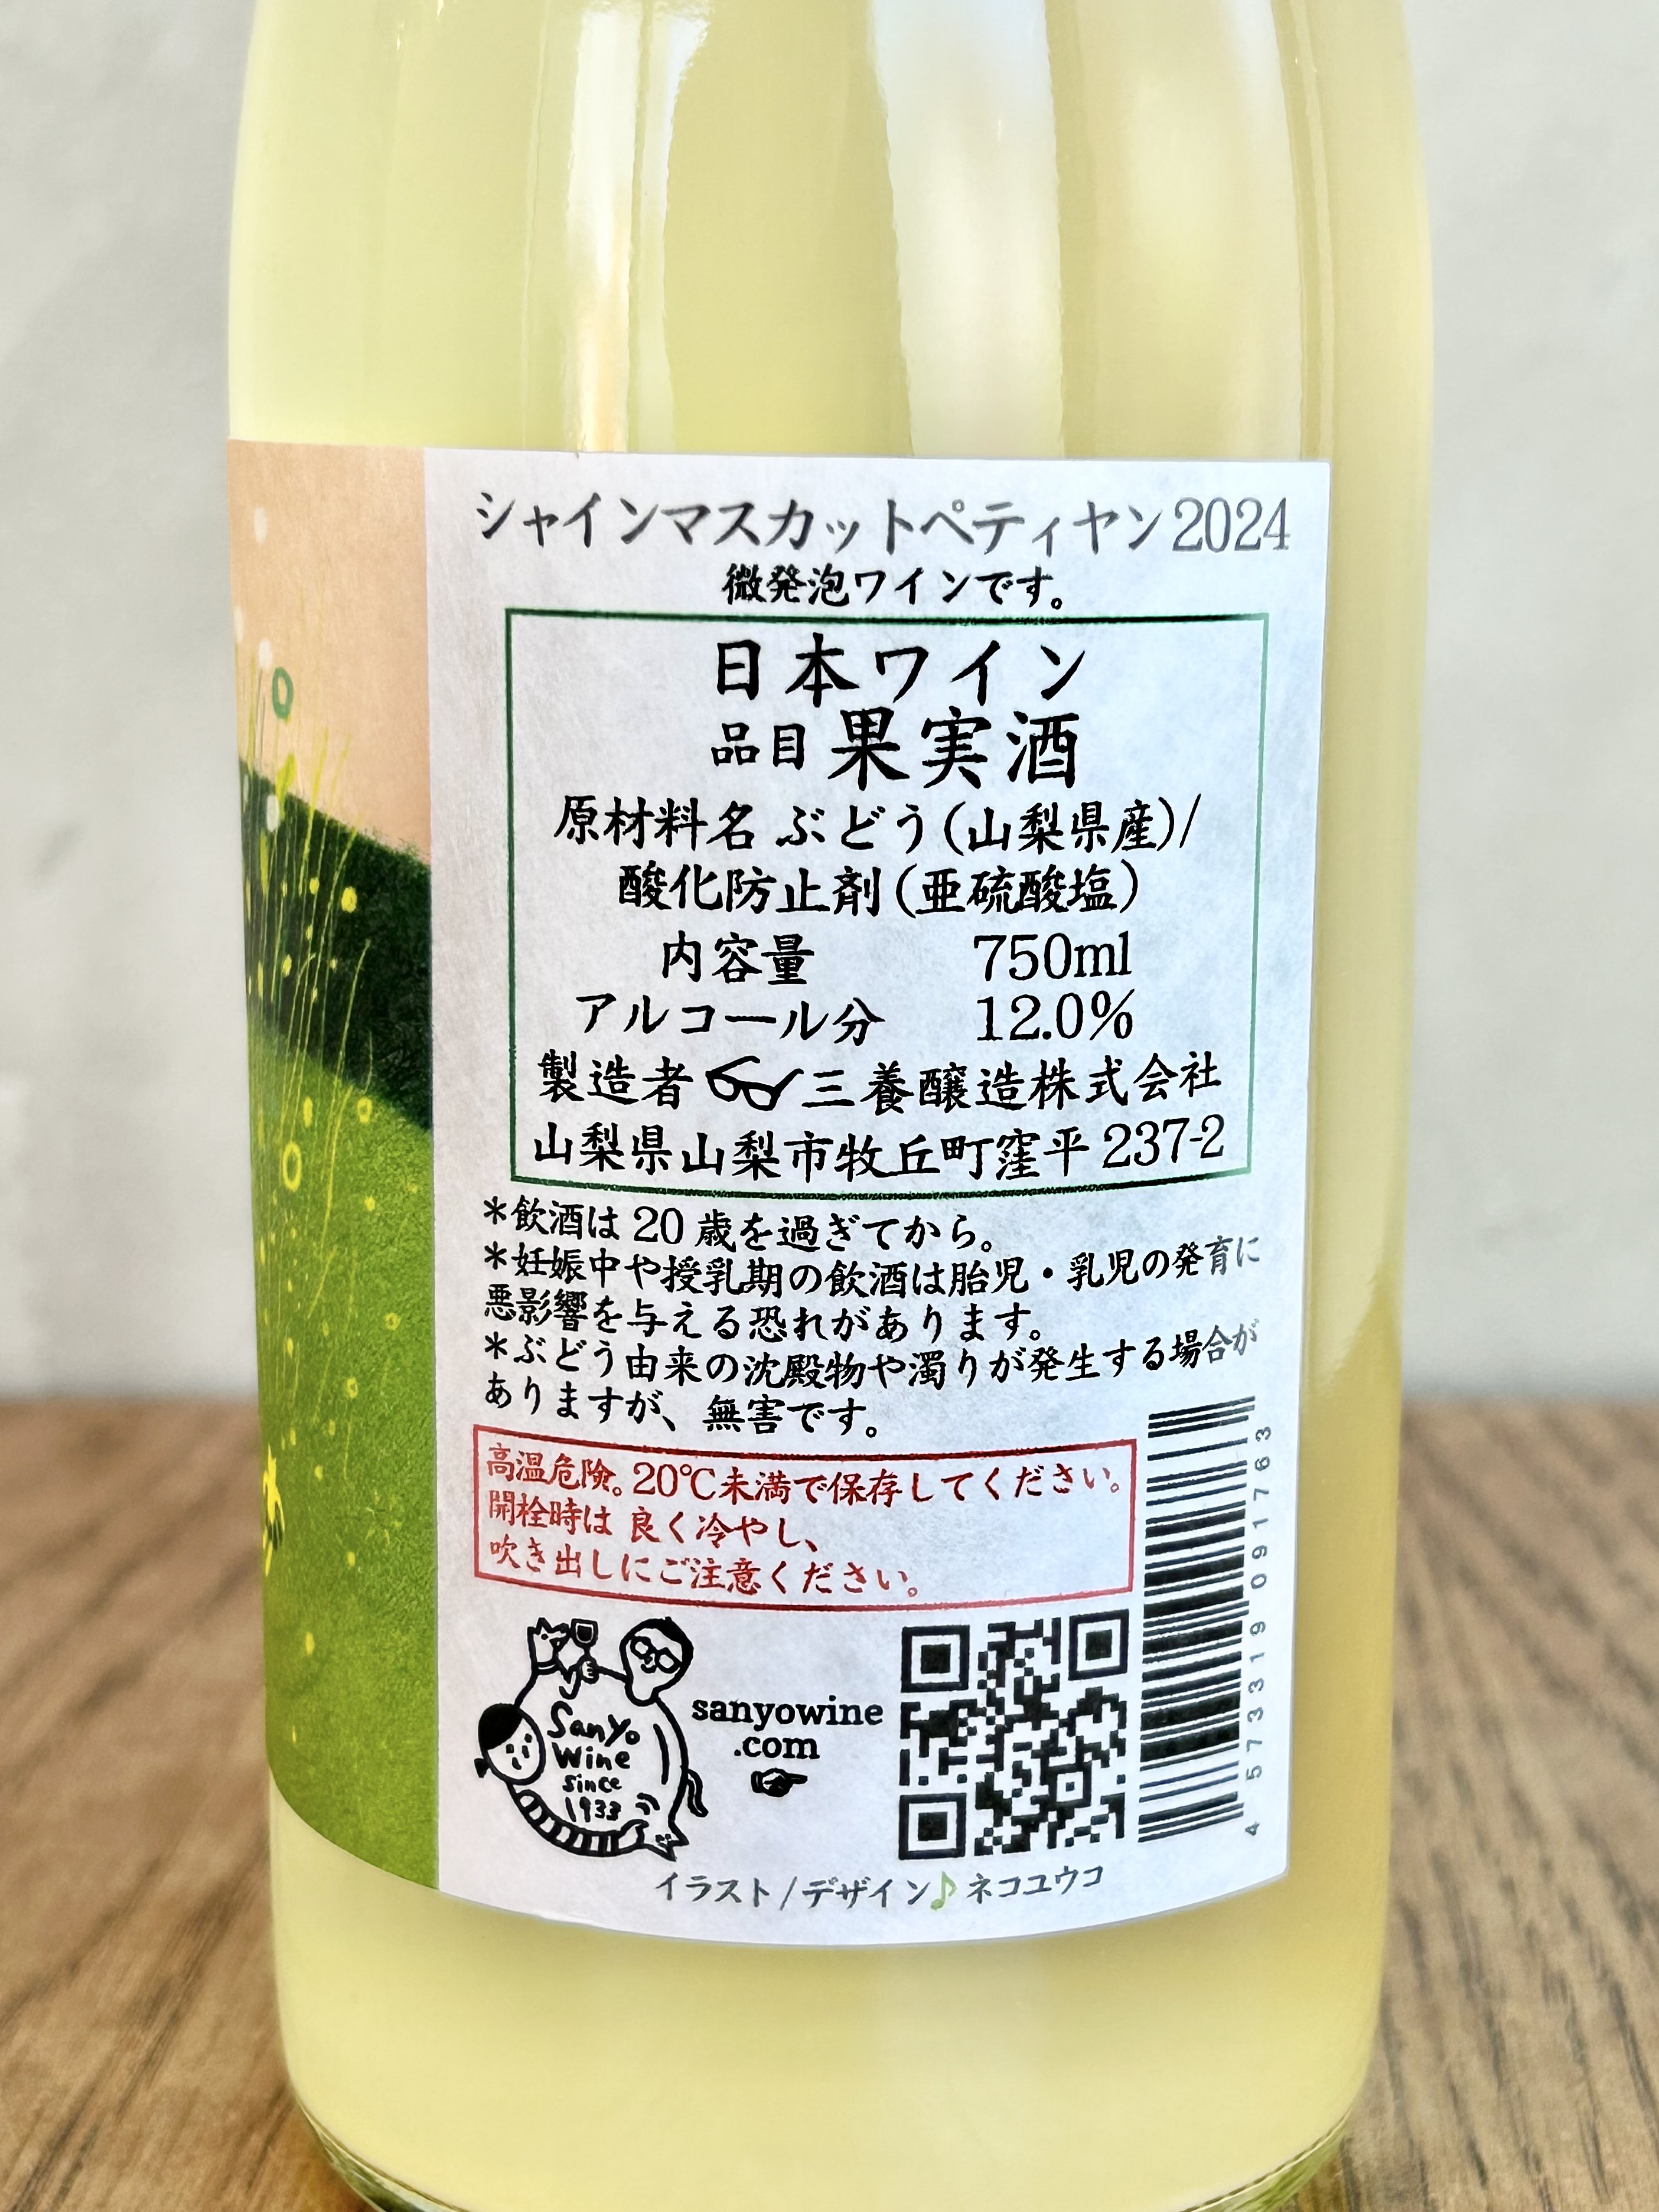 シャインマスカットペティヤン2024
微発泡ワインです。
日本ワイン
品目 果実酒
原材料名 ぶどう(山梨県産)/
酸化防止剤(亜硫酸塩)
内容量 750ml
アルコール分 12.0%
製造者 三養醸造株式会社
山梨県山梨市牧丘町窪平237-2
*飲酒は20歳を過ぎてから。
*妊娠中や授乳期の飲酒は胎児・乳児の発育に
悪影響を与える恐れがあります。
*ぶどう由来の沈殿物や濁りが発生する場合が
ありますが、無害です。
高温危険。20℃未満で保存してください。
開栓時は 良く冷やし、
吹き出しにご注意ください。
4573319091763
Sanyo
Wine
Since
1933
sanyowine
.com
イラスト/デザイン♪ネコユウコ